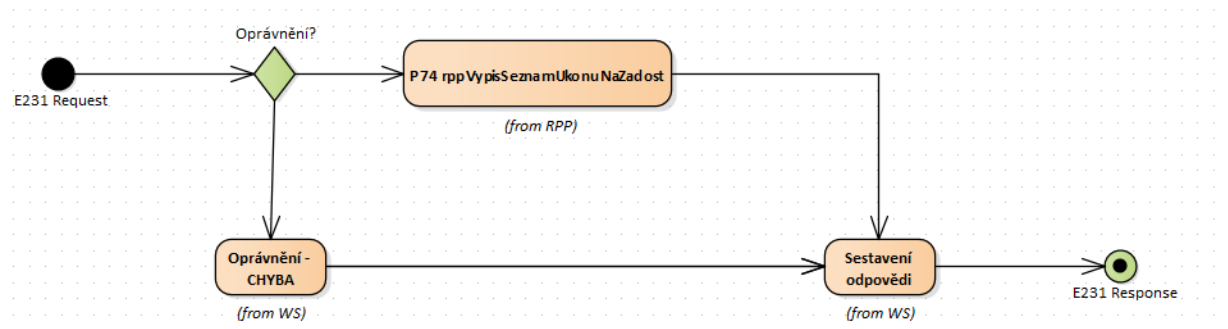 Oprávnění?
E231 Request
P74 rppVypisSeznamUkonuNaZadost
(from RPP)
Oprávnění -
CHYBA
(from WS)
Sestavení
odpovědi
(from WS)
E231 Response